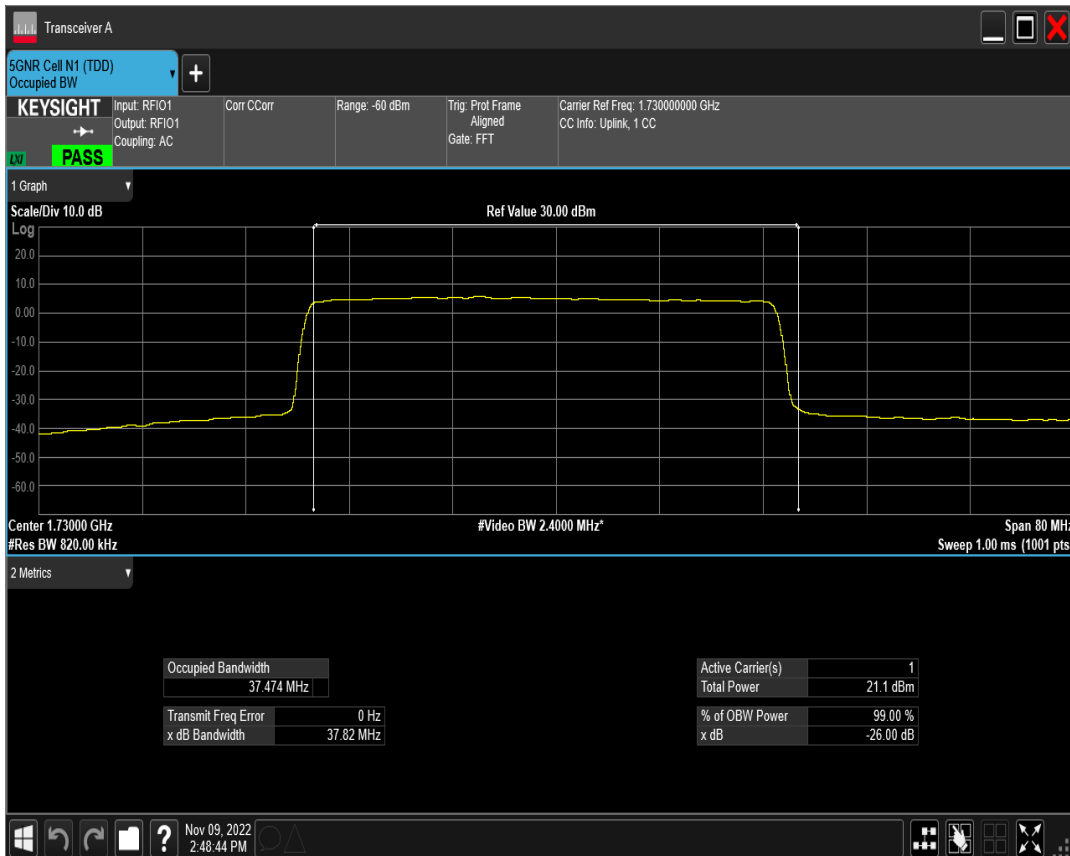 Transceiver A
5GNR Cell N1 (TDD)
Occupied BW
+
KEYSIGHT
LXI
PASS
Input: RFIO1
Output: RFIO1
Coupling: AC
Corr CCorr
Range: -60 dBm
Trig: Prot Frame
Aligned
Gate: FFT
Carrier Ref Freq: 1.730000000 GHz
CC Info: Uplink, 1 CC
1 Graph
Scale/Div 10.0 dB
Ref Value 30.00 dBm
Log
20.0
10.0
0.00
-10.0
-20.0
-30.0
-40.0
-50.0
-60.0
Center 1.73000 GHz
#Video BW 2.4000 MHz*
Span 80 MHz
#Res BW 820.00 kHz
Sweep 1.00 ms (1001 pts
2 Metrics
Occupied Bandwidth
37.474 MHz
Transmit Freq Error 0 Hz
x dB Bandwidth 37.82 MHz
Active Carrier(s) 1
Total Power 21.1 dBm
% of OBW Power 99.00 %
x dB -26.00 dB
?
Nov 09, 2022
2:48:44 PM